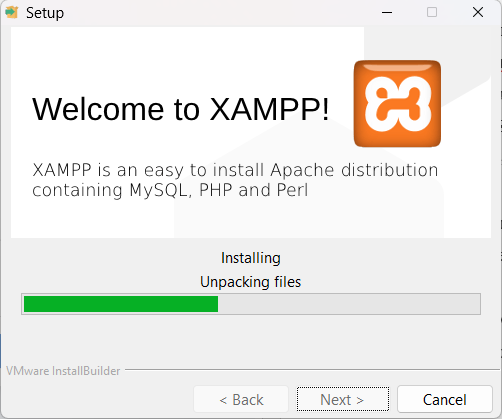 Setup
Welcome to XAMPP!
XAMPP is an easy to install Apache distribution
containing MySQL, PHP and Perl
Installing
Unpacking files
VMware InstallBuilder
< Back
Next >
Cancel